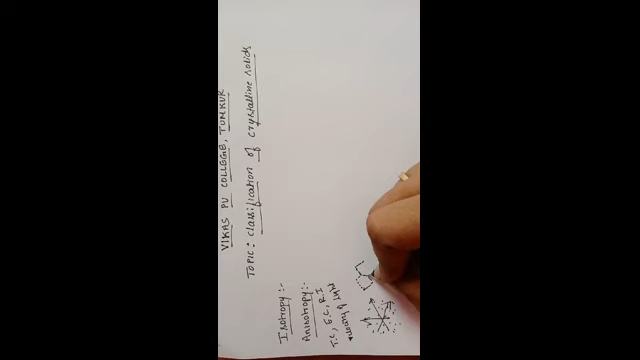 VIKAS PU COLLEGE, TUMKUR
TOPIC: Classification of crystalline solids
Isotropy:-
Anisotropy:-
T.C, E.C, R.I